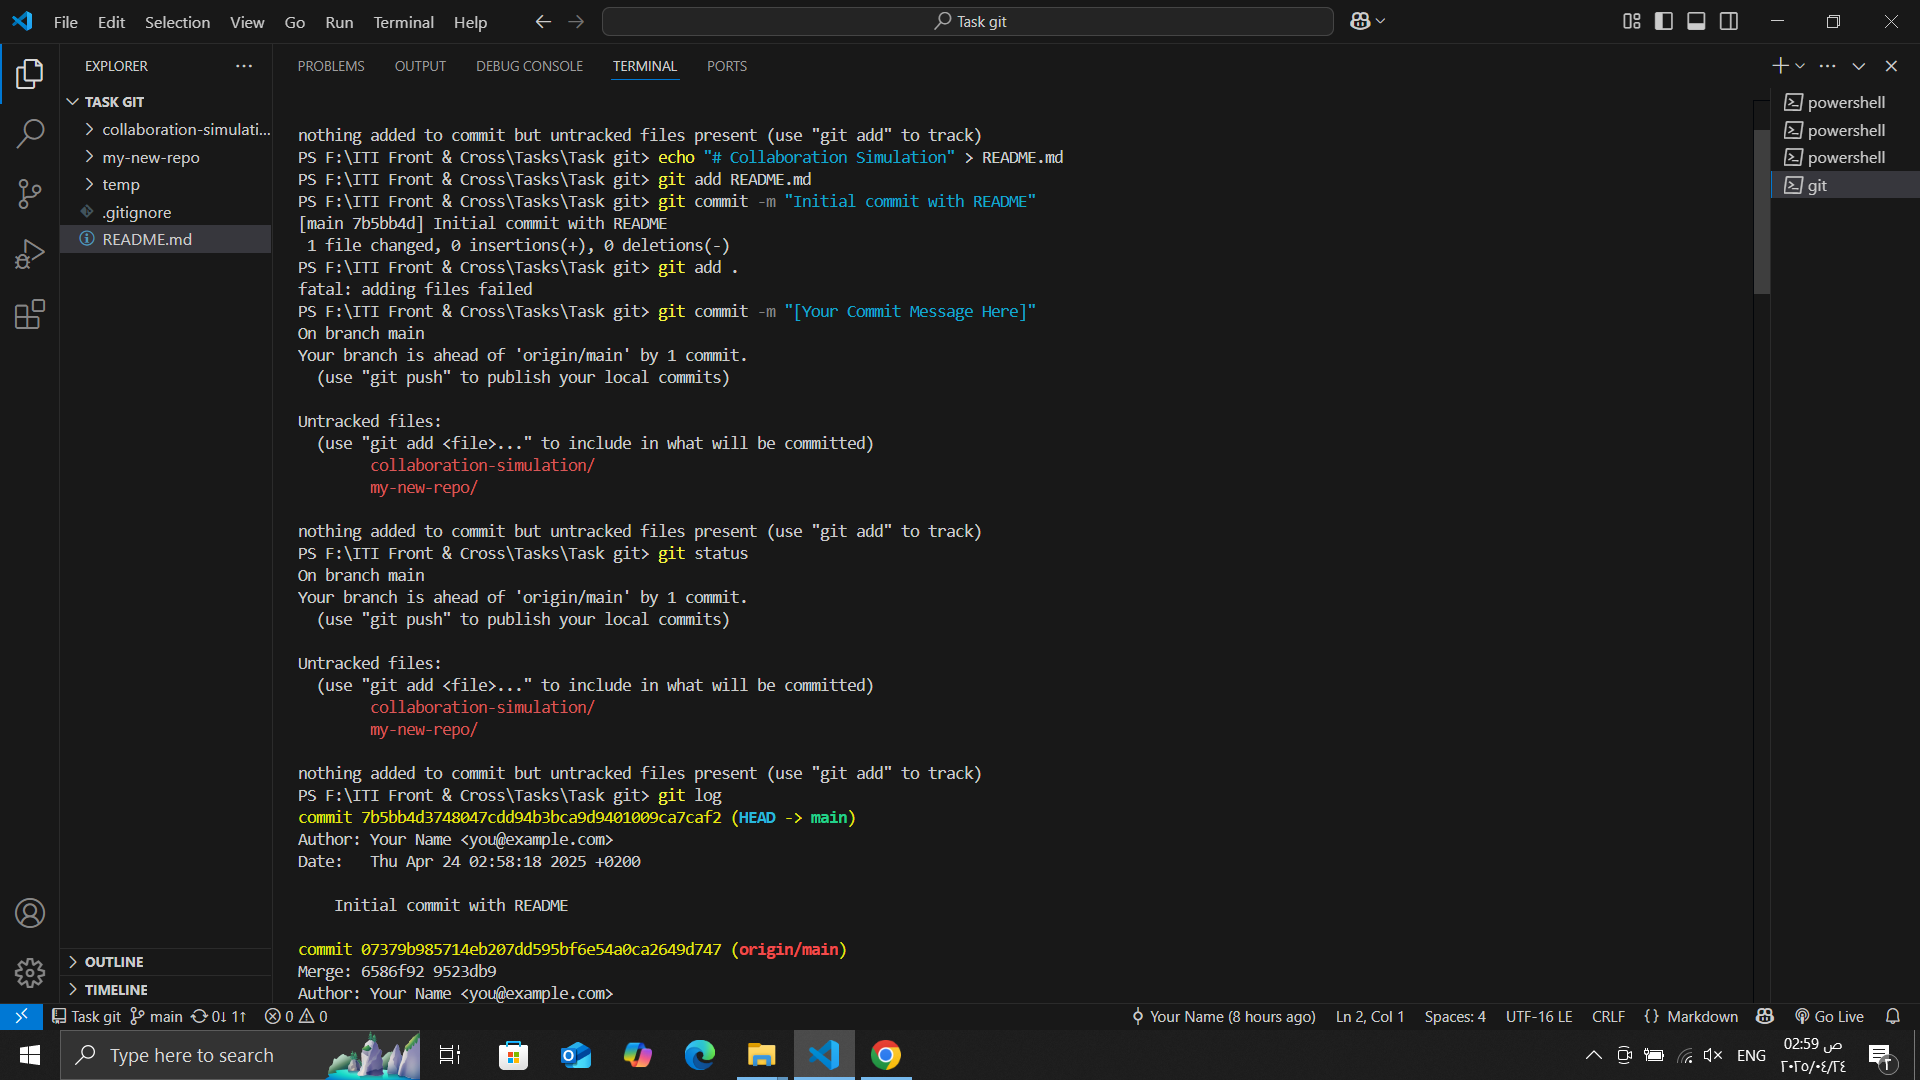 File Edit Selection View Go Run Terminal Help
Task git
EXPLORER
TASK GIT
collaboration-simulati...
my-new-repo
temp
.gitignore
README.md
OUTLINE
TIMELINE
PROBLEMS OUTPUT DEBUG CONSOLE TERMINAL PORTS
nothing added to commit but untracked files present (use "git add" to track)
PS F:\ITI Front & Cross\Tasks\Task git> echo "# Collaboration Simulation" > README.md
PS F:\ITI Front & Cross\Tasks\Task git> git add README.md
PS F:\ITI Front & Cross\Tasks\Task git> git commit -m "Initial commit with README"
[main 7b5bb4d] Initial commit with README
1 file changed, 0 insertions(+), 0 deletions(-)
PS F:\ITI Front & Cross\Tasks\Task git> git add .
fatal: adding files failed
PS F:\ITI Front & Cross\Tasks\Task git> git commit -m "[Your Commit Message Here]"
On branch main
Your branch is ahead of 'origin/main' by 1 commit.
(use "git push" to publish your local commits)
Untracked files:
(use "git add <file>..." to include in what will be committed)
collaboration-simulation/
my-new-repo/
nothing added to commit but untracked files present (use "git add" to track)
PS F:\ITI Front & Cross\Tasks\Task git> git status
On branch main
Your branch is ahead of 'origin/main' by 1 commit.
(use "git push" to publish your local commits)
Untracked files:
(use "git add <file>..." to include in what will be committed)
collaboration-simulation/
my-new-repo/
nothing added to commit but untracked files present (use "git add" to track)
PS F:\ITI Front & Cross\Tasks\Task git> git log
commit 7b5bb4d3748047cdd94b3bca9d9401009ca7caf2 (HEAD -> main)
Author: Your Name <you@example.com>
Date:   Thu Apr 24 02:58:18 2025 +0200
Initial commit with README
commit 07379b985714eb207dd595bf6e54a0ca2649d747 (origin/main)
Merge: 6586f92 9523db9
Author: Your Name <you@example.com>
powershell
powershell
powershell
git
Task git main 0↓ 1↑ 0 0 Your Name (8 hours ago) Ln 2, Col 1 Spaces: 4 UTF-16 LE CRLF {} Markdown Go Live
Type here to search
ENG
02:59 ص
٢٠٢٥/٠٤/٢٤
٢